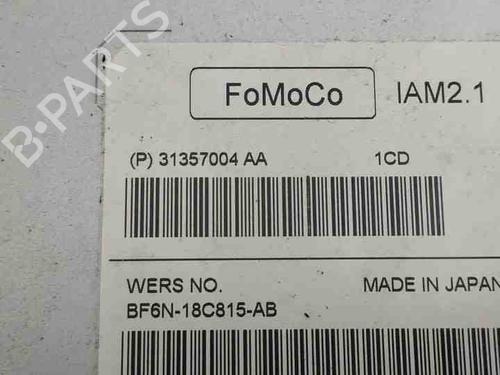 B-PARTS
FoMoCo IAM2.1
(P) 31357004 AA 1CD
WERS NO. MADE IN JAPAN
BF6N-18C815-AB